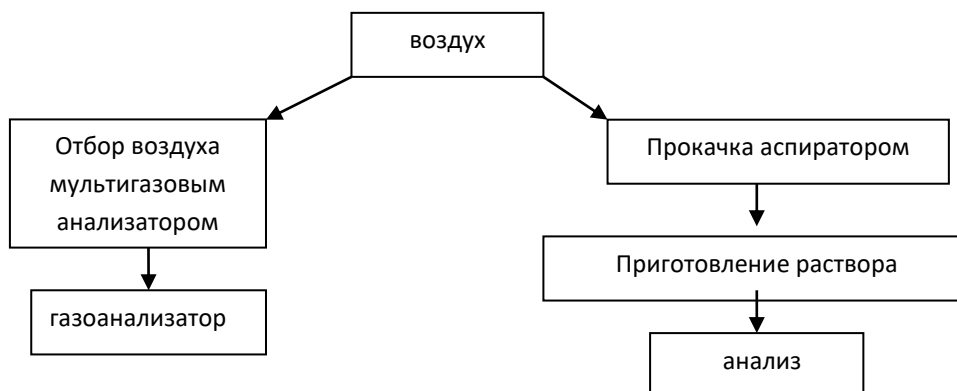 воздух
Отбор воздуха
мультигазовым
анализатором
газоанализатор
Прокачка аспиратором
Приготовление раствора
анализ